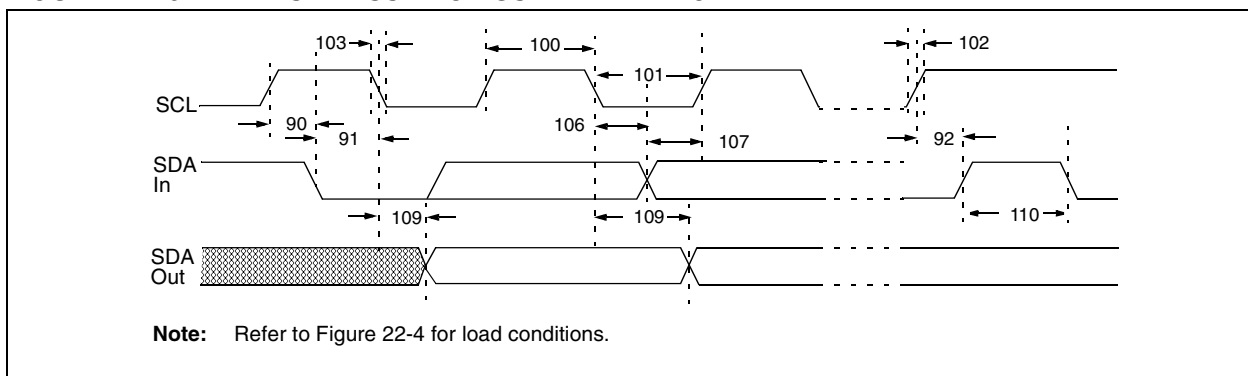 103
100
102
101
SCL
90
91
106
107
92
SDA
In
109
109
110
SDA
Out
Note: Refer to Figure 22-4 for load conditions.